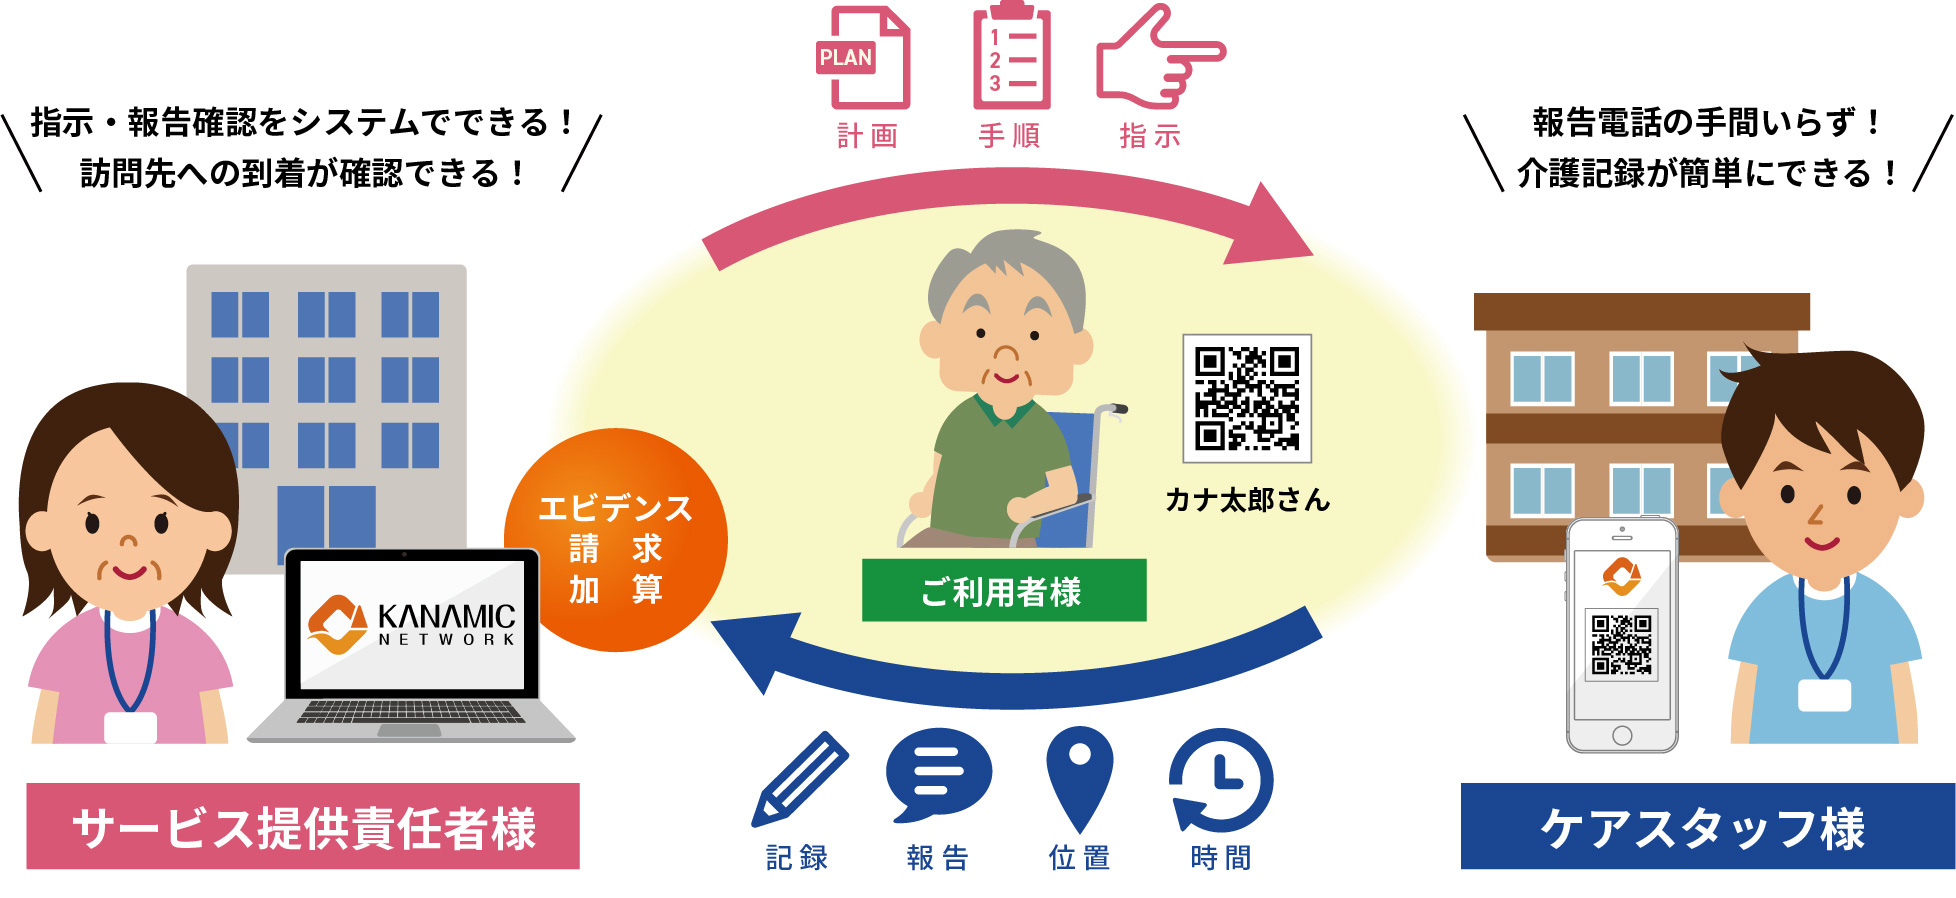 PLAN
1
2
3
計画
手順
指示
指示・報告確認をシステムでできる！
訪問先への到着が確認できる！
報告電話の手間いらず！
介護記録が簡単にできる！
カナ太郎さん
エビデンス
請　求
加　算
ご利用者様
KANAMIC
NETWORK
記録
報告
位置
時間
サービス提供責任者様
ケアスタッフ様